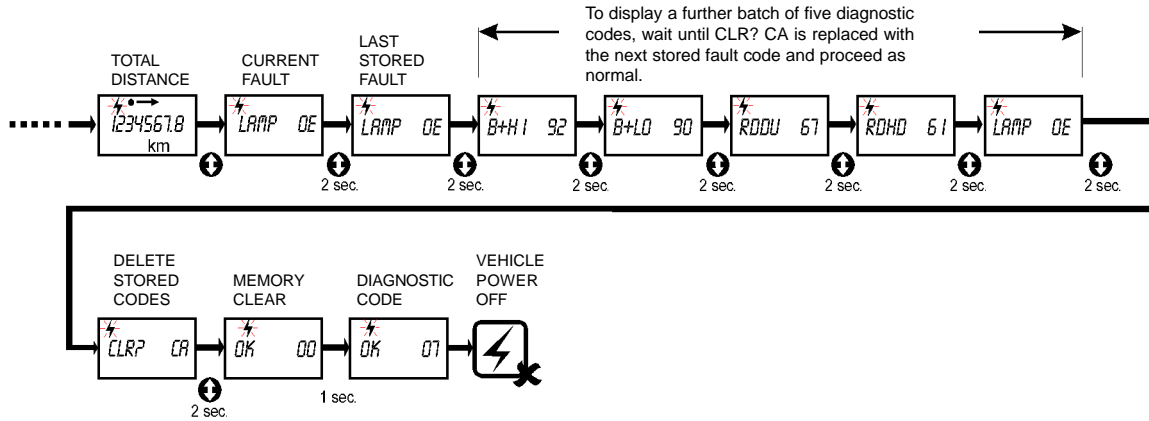 To display a further batch of five diagnostic
codes, wait until CLR? CA is replaced with
the next stored fault code and proceed as
normal.
TOTAL
DISTANCE
CURRENT
FAULT
LAST
STORED
FAULT
1234567.8
km
LAMP 0E
LAMP 0E
B+HI 92
B+LO 90
RDDU 67
RDHD 61
LAMP 0E
2 sec.
2 sec.
2 sec.
2 sec.
2 sec.
2 sec.
2 sec.
DELETE
STORED
CODES
MEMORY
CLEAR
DIAGNOSTIC
CODE
VEHICLE
POWER
OFF
CLR? CA
OK 00
OK 07
2 sec.
1 sec.